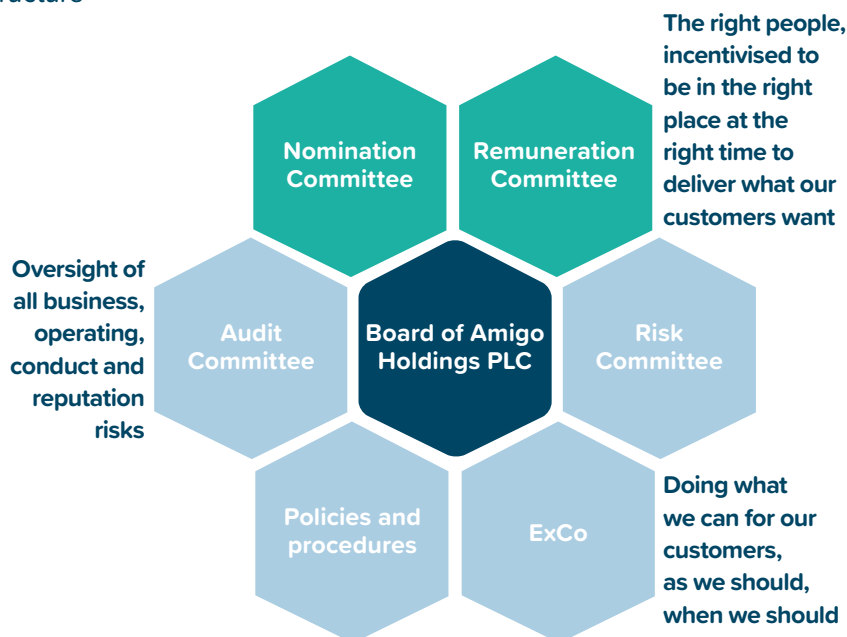 The right people,
incentivised to
be in the right
place at the
right time to
deliver what our
customers want
Nomination
Committee
Remuneration
Committee
Oversight of
all business,
operating,
conduct and
reputation
risks
Audit
Committee
Board of Amigo
Holdings PLC
Risk
Committee
Policies and
procedures
ExCo
Doing what
we can for our
customers,
as we should,
when we should